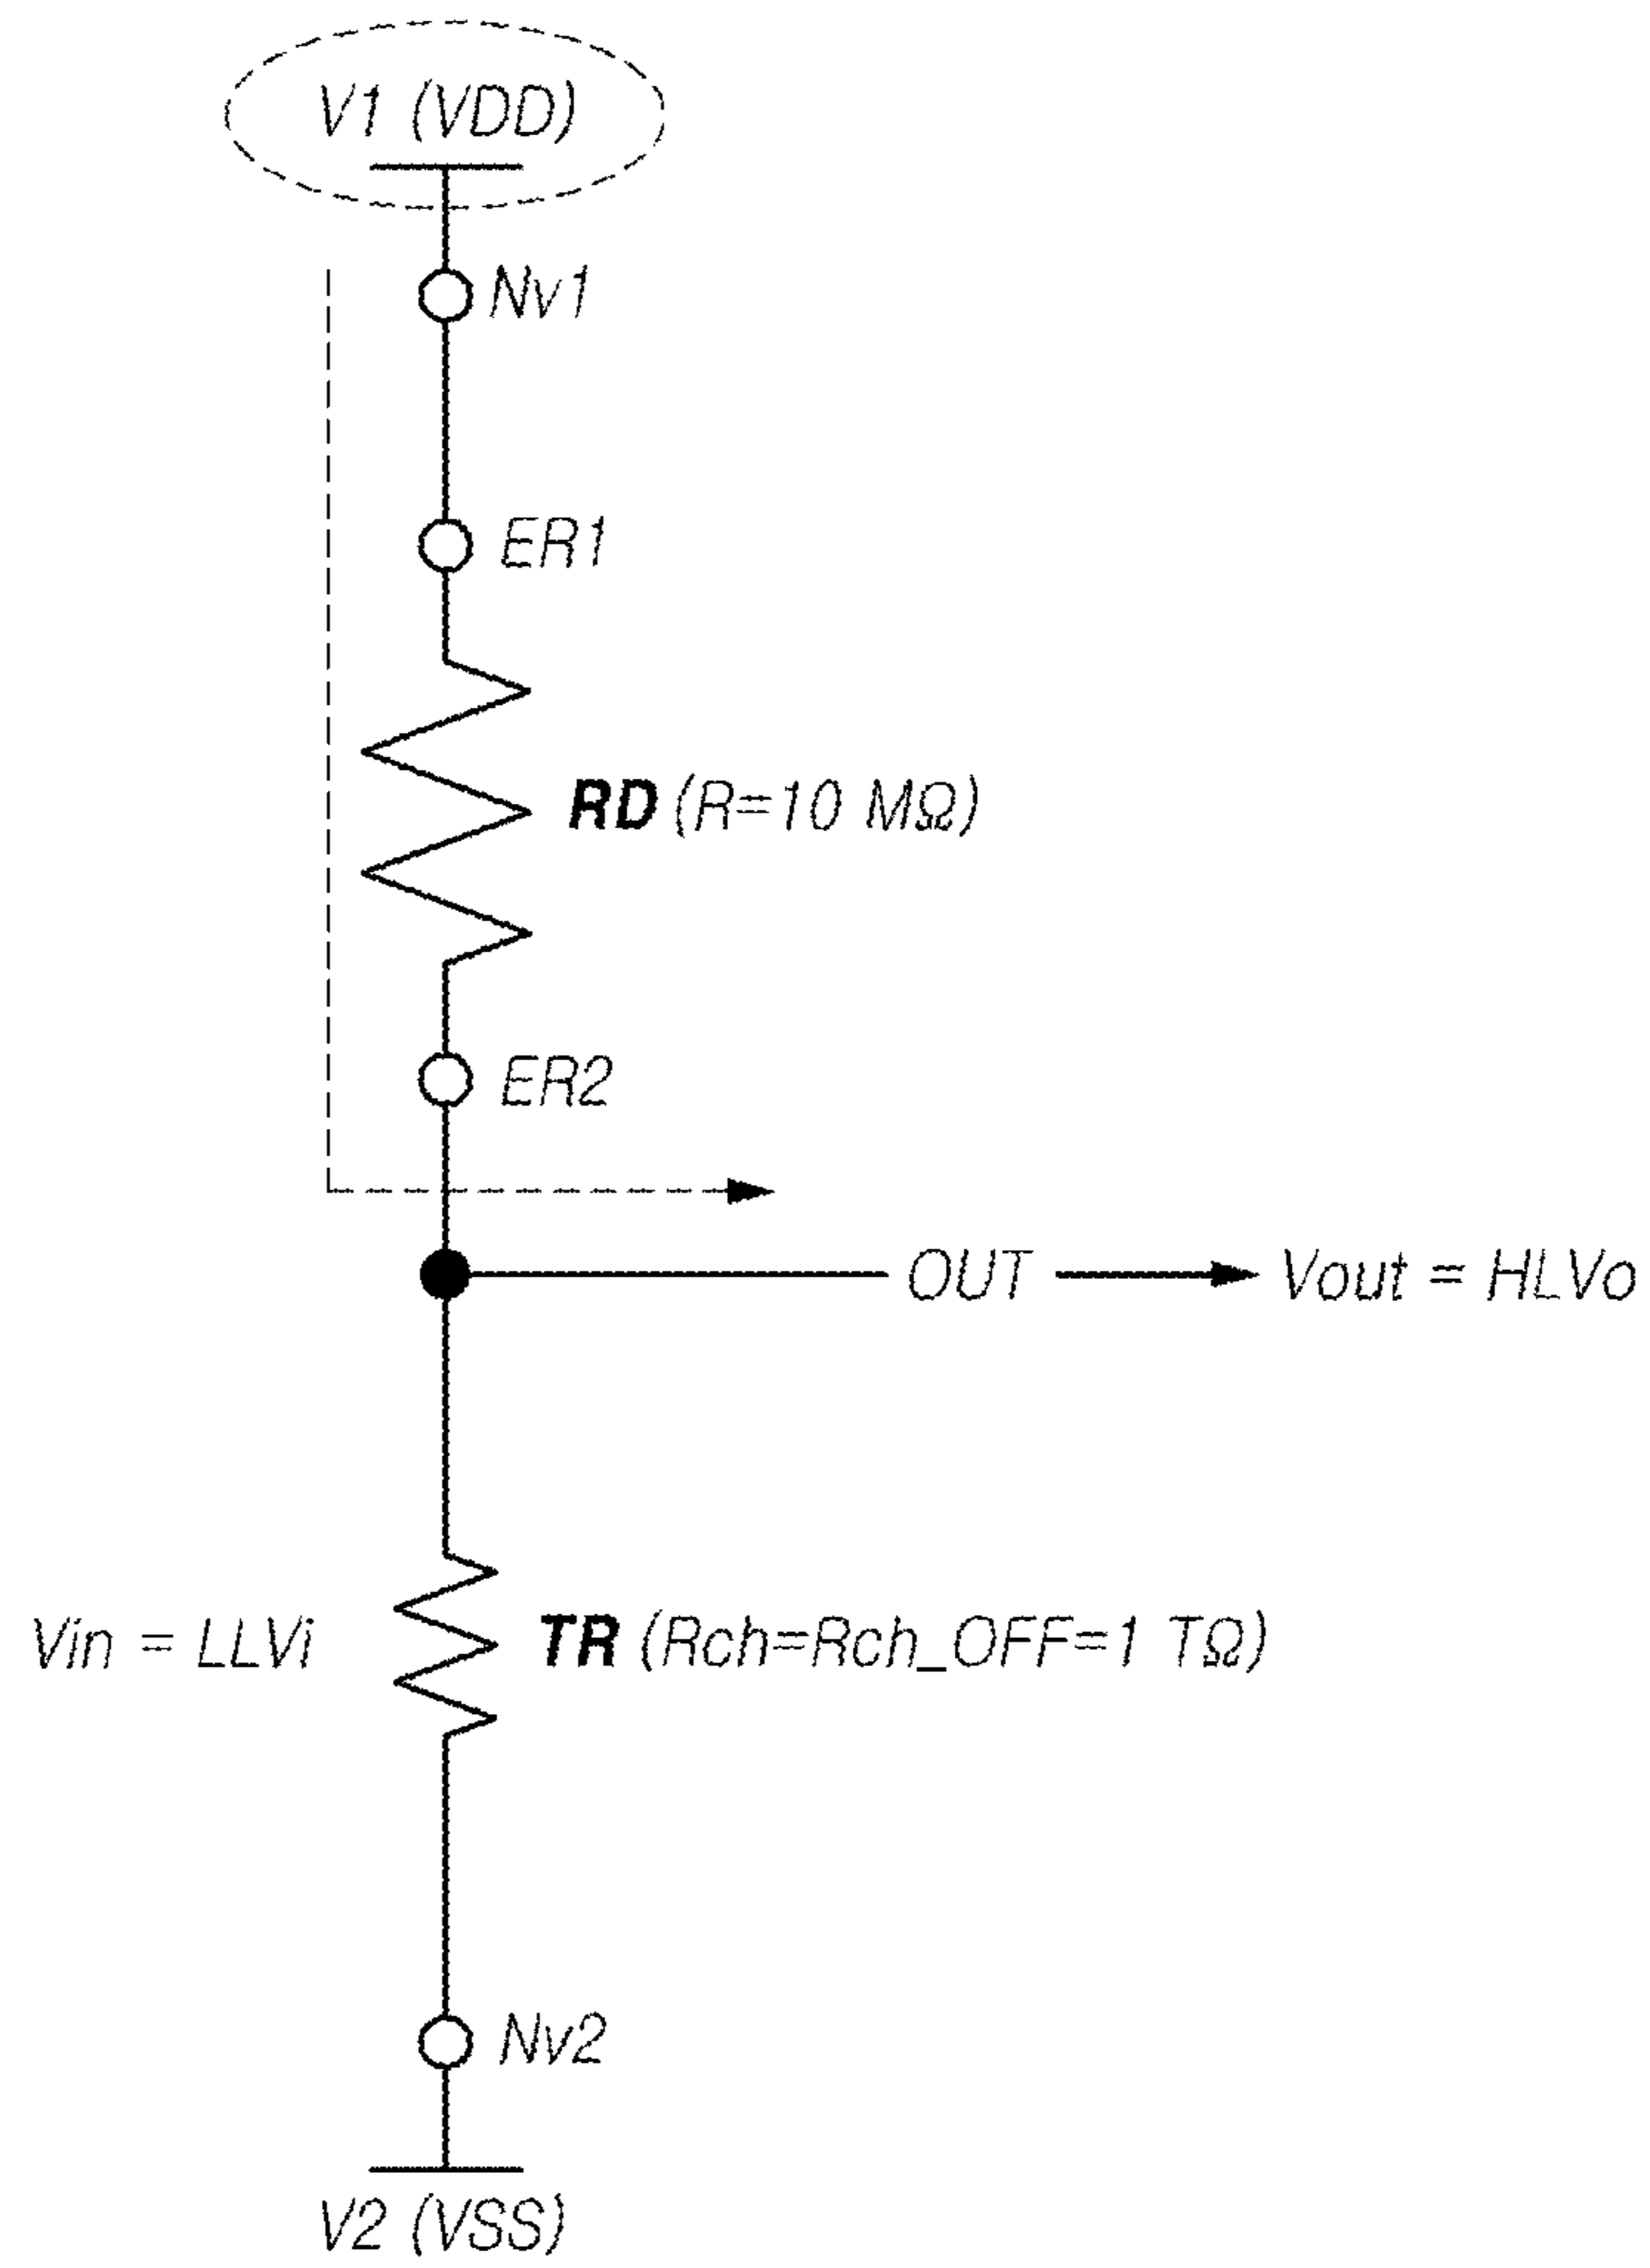 V1 (VDD)
Nv1
ER1
RD (R=10 MΩ)
ER2
OUT Vout = HLVo
Vin = LLVi TR (Rch=Rch_OFF=1 TΩ)
Nv2
V2 (VSS)